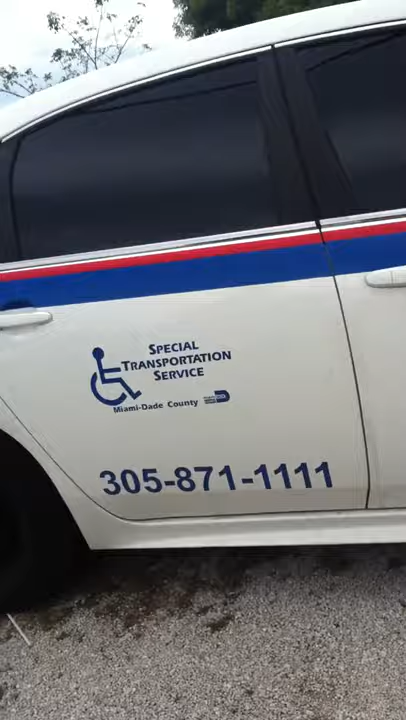 SPECIAL
TRANSPORTATION
SERVICE
Miami-Dade County
305-871-1111